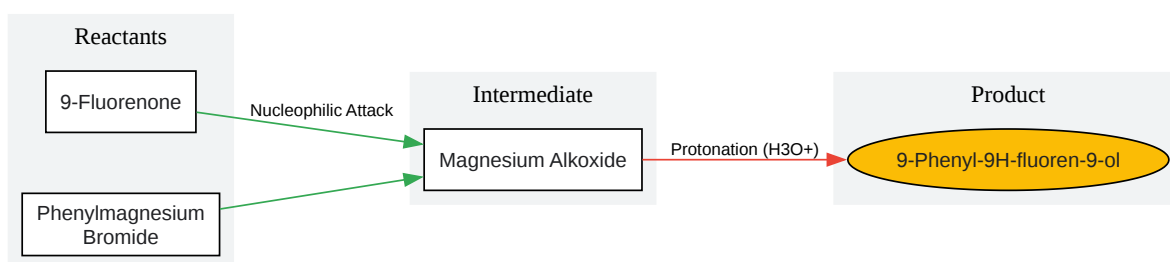 Reactants
9-Fluorenone
Phenylmagnesium
Bromide
Nucleophilic Attack
Intermediate
Magnesium Alkoxide
Protonation (H3O+)
Product
9-Phenyl-9H-fluoren-9-ol